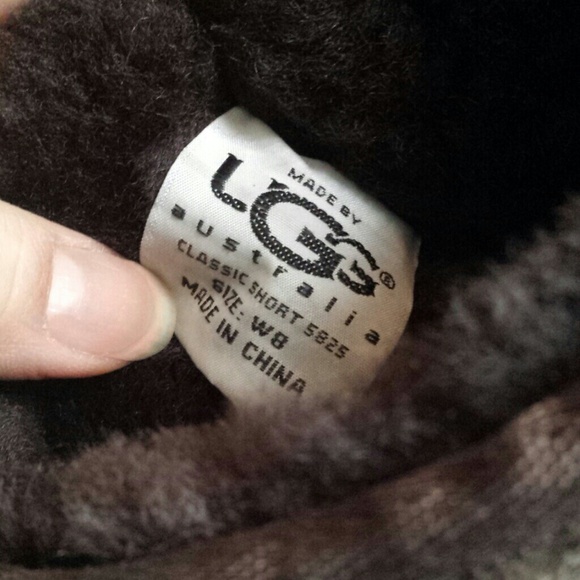 MADE BY
UGG®
australia
CLASSIC SHORT 5825
SIZE: W8
MADE IN CHINA